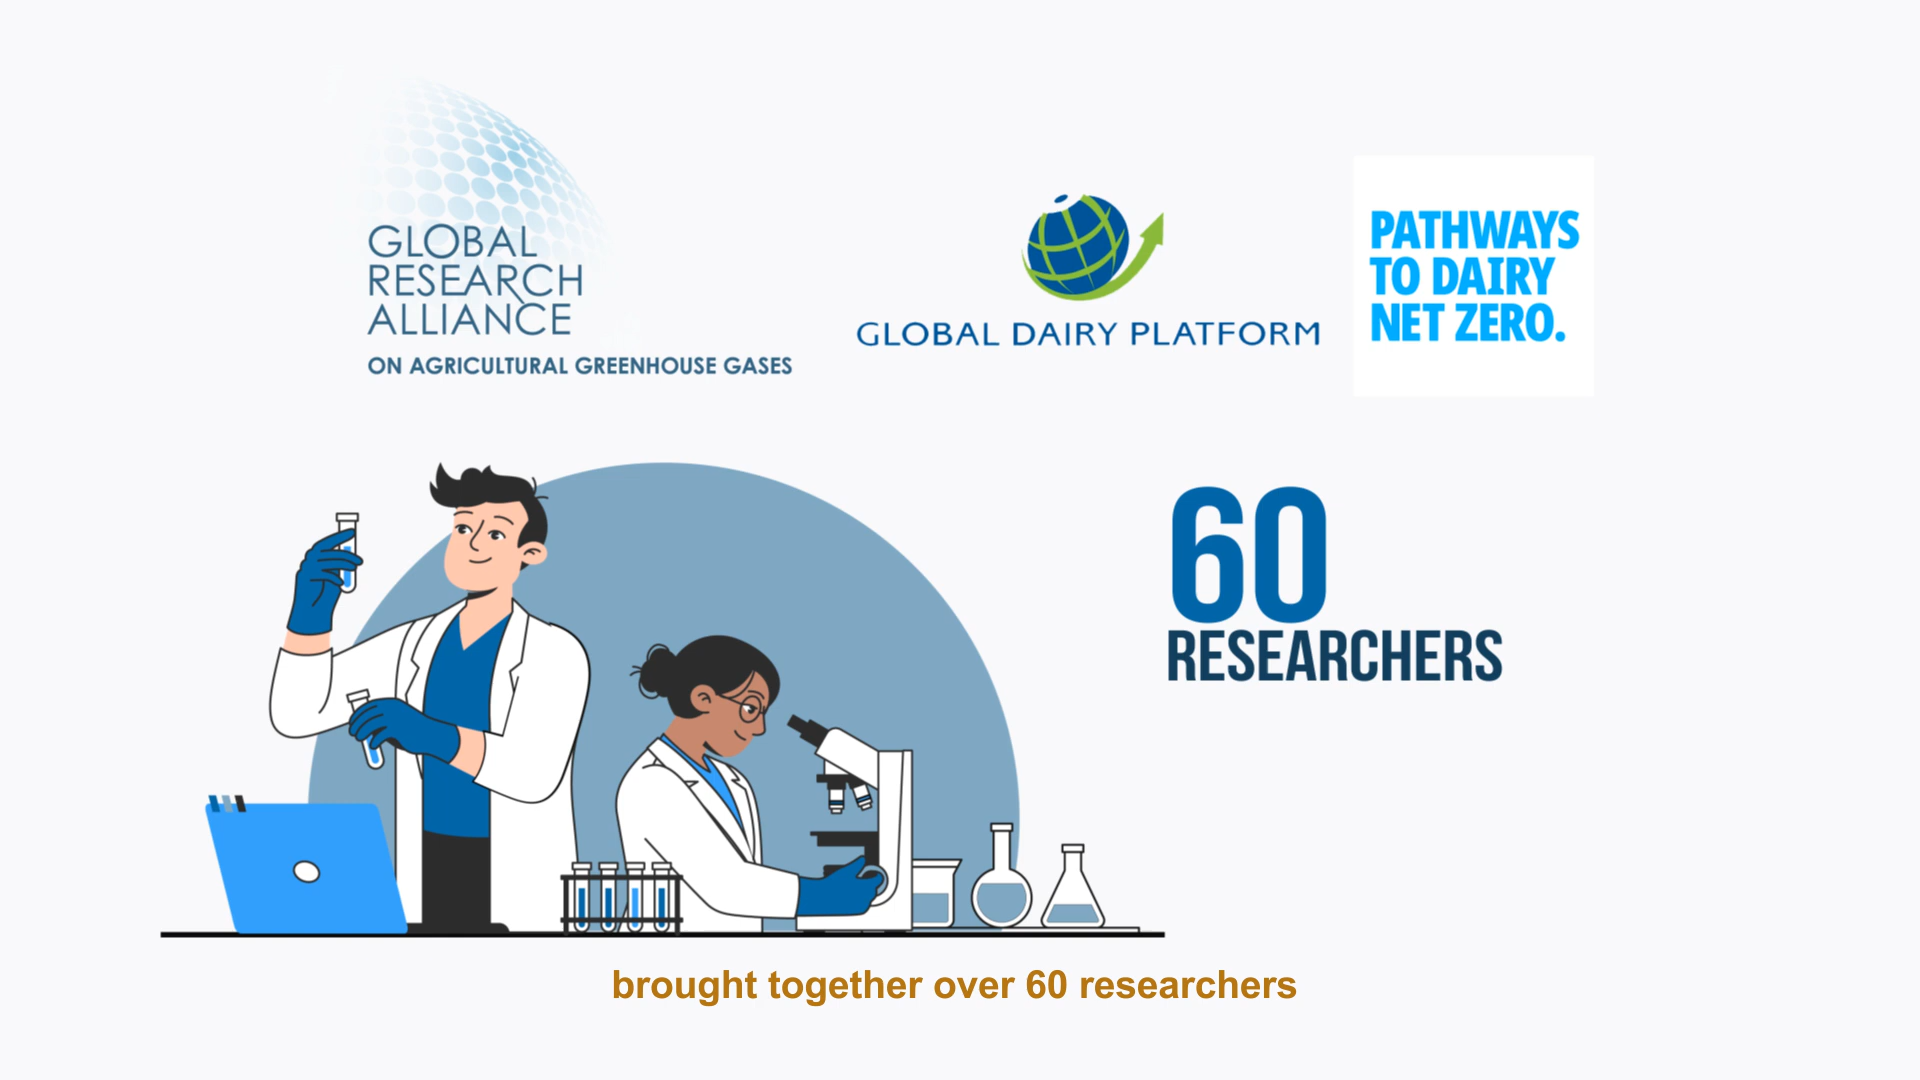 GLOBAL
RESEARCH
ALLIANCE
ON AGRICULTURAL GREENHOUSE GASES
GLOBAL DAIRY PLATFORM
PATHWAYS
TO DAIRY
NET ZERO.
60
RESEARCHERS
brought together over 60 researchers